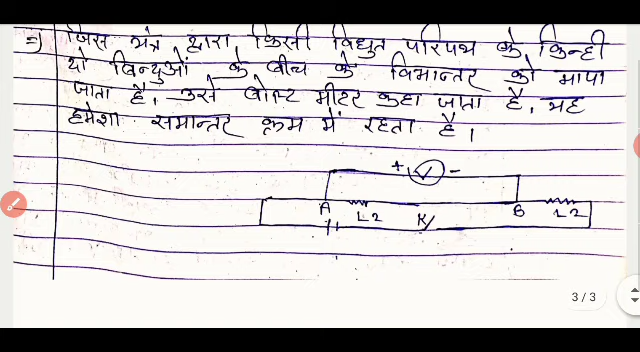 =) जिस यंत्र द्वारा किसी विद्युत परिपथ के किन्ही
दो बिन्दुओं के बीच के विभान्तर को मापा
जाता है, उसे वोल्ट मीटर कहा जाता है, यह
हमेशा समान्तर क्रम में रहता है।
+ V -
A L2 K B L2
3 / 3